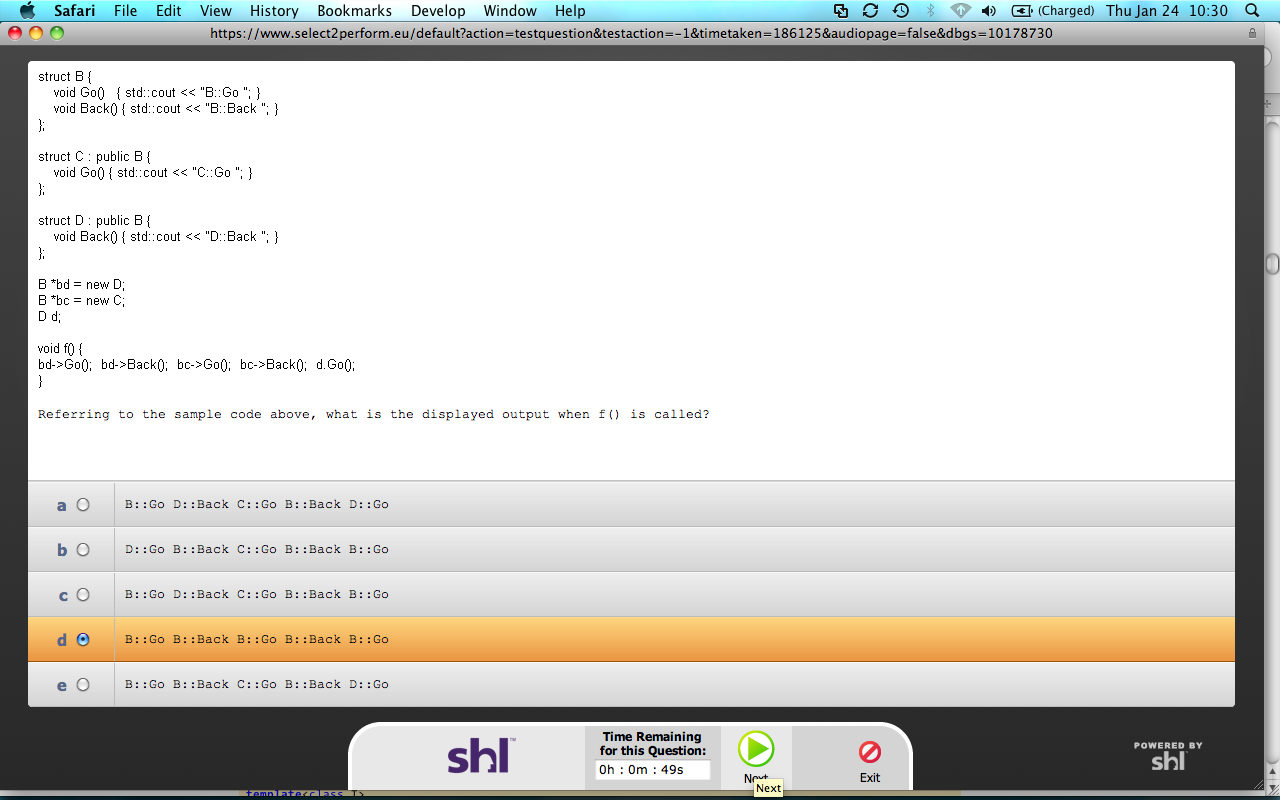 Safari File Edit View History Bookmarks Develop Window Help (Charged) Thu Jan 24 10:30
https://www.select2perform.eu/default?action=testquestion&testaction=-1&timetaken=186125&audiopage=false&dbgs=10178730
struct B {
void Go() { std::cout << "B::Go "; }
void Back() { std::cout << "B::Back "; }
};
struct C : public B {
void Go() { std::cout << "C::Go "; }
};
struct D : public B {
void Back() { std::cout << "D::Back "; }
};
B *bd = new D;
B *bc = new C;
D d;
void f() {
bd->Go(); bd->Back(); bc->Go(); bc->Back(); d.Go();
}
Referring to the sample code above, what is the displayed output when f() is called?
a B::Go D::Back C::Go B::Back D::Go
b D::Go B::Back C::Go B::Back B::Go
c B::Go D::Back C::Go B::Back B::Go
d B::Go B::Back B::Go B::Back B::Go
e B::Go B::Back C::Go B::Back D::Go
shl™
Time Remaining
for this Question:
0h : 0m : 49s
Next
Next
Exit
POWERED BY
shl
template<class T>